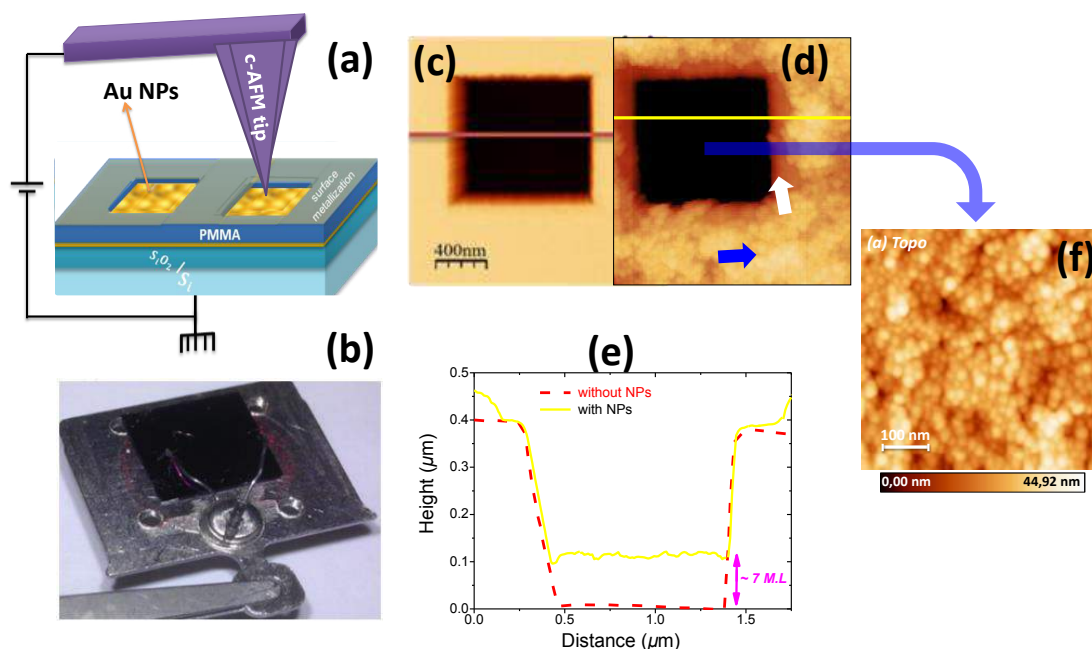 (a)
c-AFM tip
Au NPs
surface
metallization
PMMA
SiO2 / Si
(b)
(c)
400nm
(d)
(a) Topo
(f)
100 nm
0,00 nm
44,92 nm
(e)
0.5
0.4
0.3
0.2
0.1
0.0
Height (µm)
without NPs
with NPs
~ 7 M.L
0.0
0.5
1.0
1.5
Distance (µm)